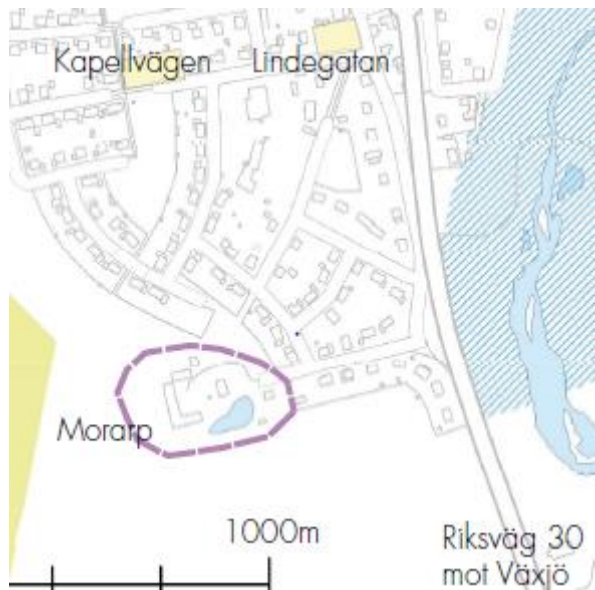 Kapellvägen
Lindegatan
Morarp
1000m
Riksväg 30
mot Växjö